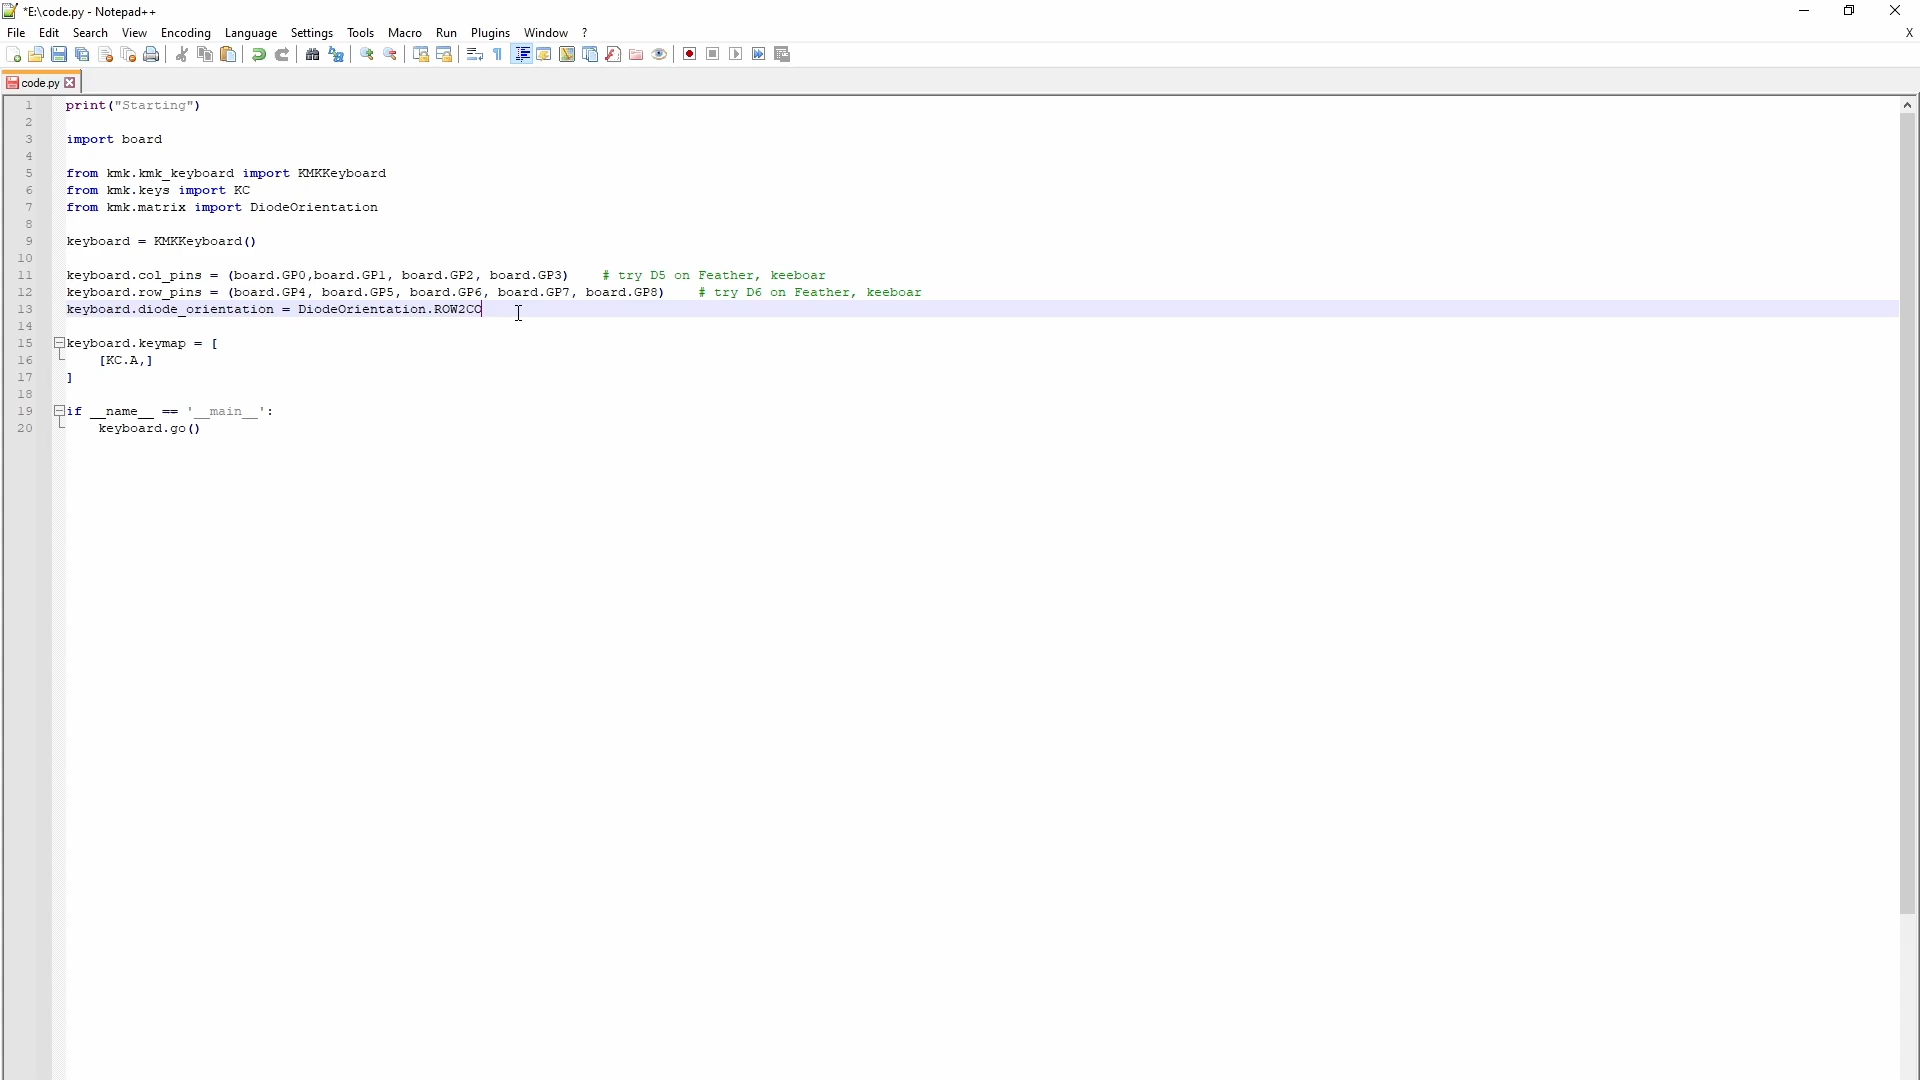 *E:\code.py - Notepad++
File Edit Search View Encoding Language Settings Tools Macro Run Plugins Window ? X
code.py
1 print("Starting")
2
3 import board
4
5 from kmk.kmk_keyboard import KMKKeyboard
6 from kmk.keys import KC
7 from kmk.matrix import DiodeOrientation
8
9 keyboard = KMKKeyboard()
10
11 keyboard.col_pins = (board.GP0,board.GP1, board.GP2, board.GP3)    # try D5 on Feather, keeboar
12 keyboard.row_pins = (board.GP4, board.GP5, board.GP6, board.GP7, board.GP8)    # try D6 on Feather, keeboar
13 keyboard.diode_orientation = DiodeOrientation.ROW2CO
14
15 keyboard.keymap = [
16     [KC.A,]
17 ]
18
19 if __name__ == '__main__':
20     keyboard.go()